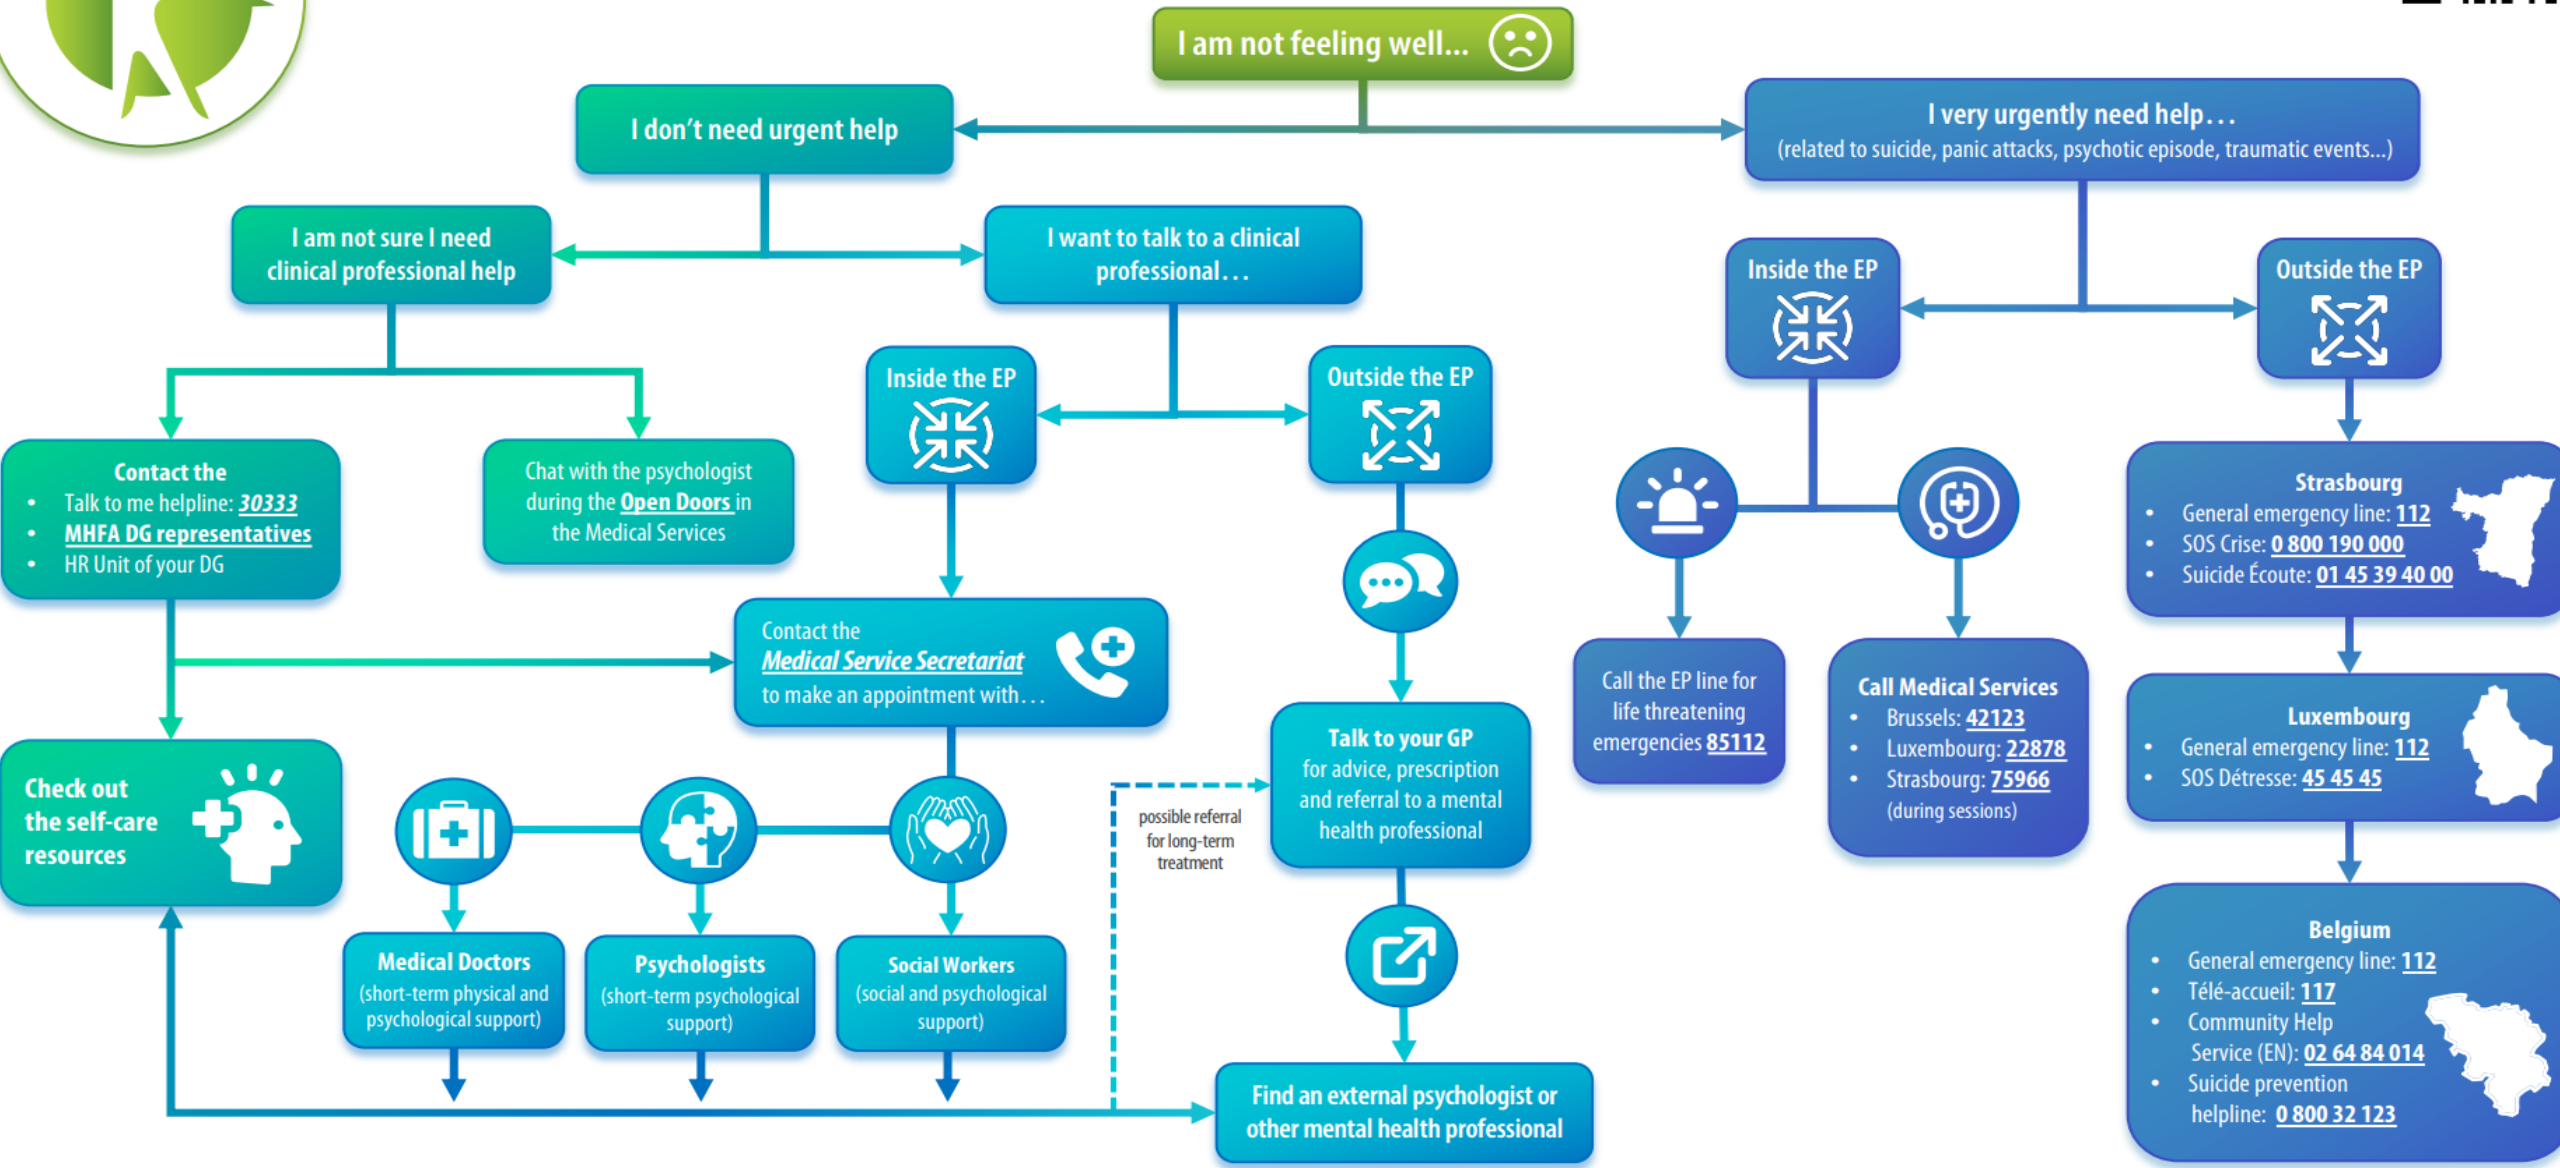 I am not feeling well...
I don't need urgent help
I very urgently need help...
(related to suicide, panic attacks, psychotic episode, traumatic events...)
I am not sure I need
clinical professional help
I want to talk to a clinical
professional...
Inside the EP
Outside the EP
Inside the EP
Outside the EP
Contact the
• Talk to me helpline: 30333
• MHFA DG representatives
• HR Unit of your DG
Chat with the psychologist
during the Open Doors in
the Medical Services
Contact the
Medical Service Secretariat
to make an appointment with...
Check out
the self-care
resources
Medical Doctors
(short-term physical and
psychological support)
Psychologists
(short-term psychological
support)
Social Workers
(social and psychological
support)
possible referral
for long-term
treatment
Talk to your GP
for advice, prescription
and referral to a mental
health professional
Find an external psychologist or
other mental health professional
Call the EP line for
life threatening
emergencies 85112
Call Medical Services
• Brussels: 42123
• Luxembourg: 22878
• Strasbourg: 75966
(during sessions)
Strasbourg
• General emergency line: 112
• SOS Crise: 0 800 190 000
• Suicide Écoute: 01 45 39 40 00
Luxembourg
• General emergency line: 112
• SOS Détresse: 45 45 45
Belgium
• General emergency line: 112
• Télé-accueil: 117
• Community Help
Service (EN): 02 64 84 014
• Suicide prevention
helpline: 0 800 32 123